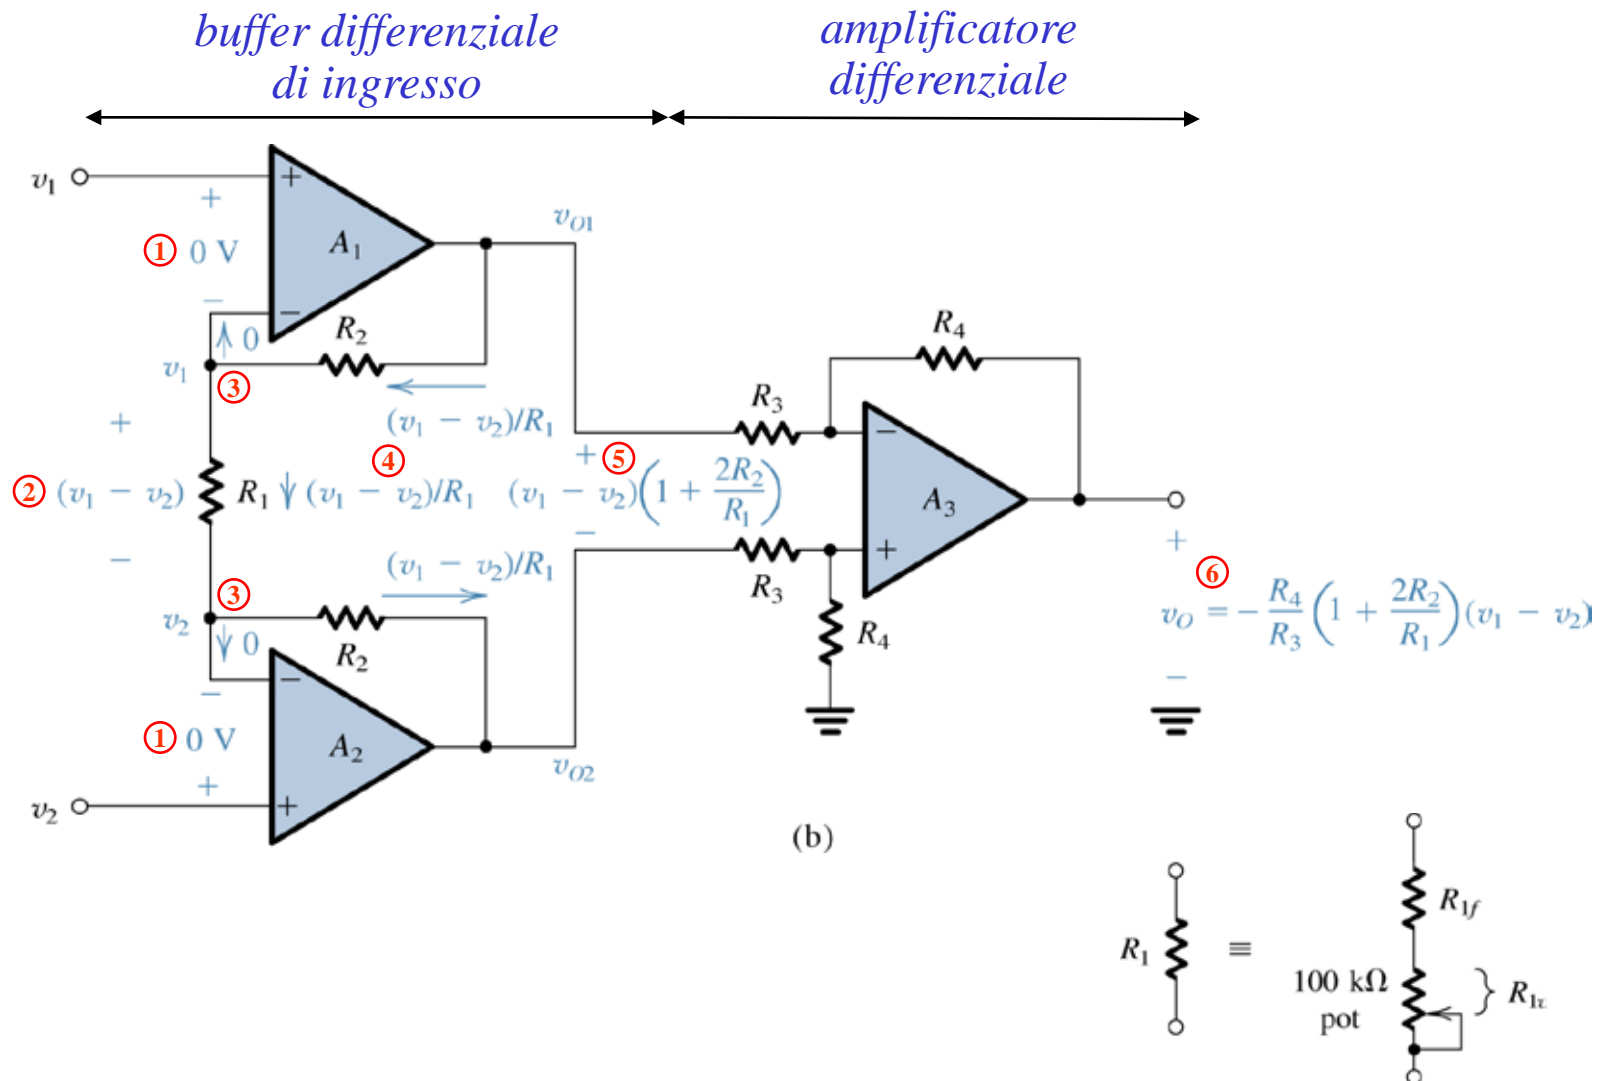 buffer differenziale
di ingresso
amplificatore
differenziale
v1
+
+
1 0 V
A1
vO1
−
−
0
R2
v1
3
(v1 − v2)/R1
R4
R3
+
+ 5
−
4
2 (v1 − v2)
R1
(v1 − v2)/R1
(v1 − v2)(1 + 2R2/R1)
A3
−
−
+
(v1 − v2)/R1
R3
+
3
6
v2
0
R2
R4
vO = − R4/R3 (1 + 2R2/R1)(v1 − v2)
−
−
−
1 0 V
A2
vO2
+
v2
+
(b)
R1f
R1
≡
100 kΩ
pot
} R1v